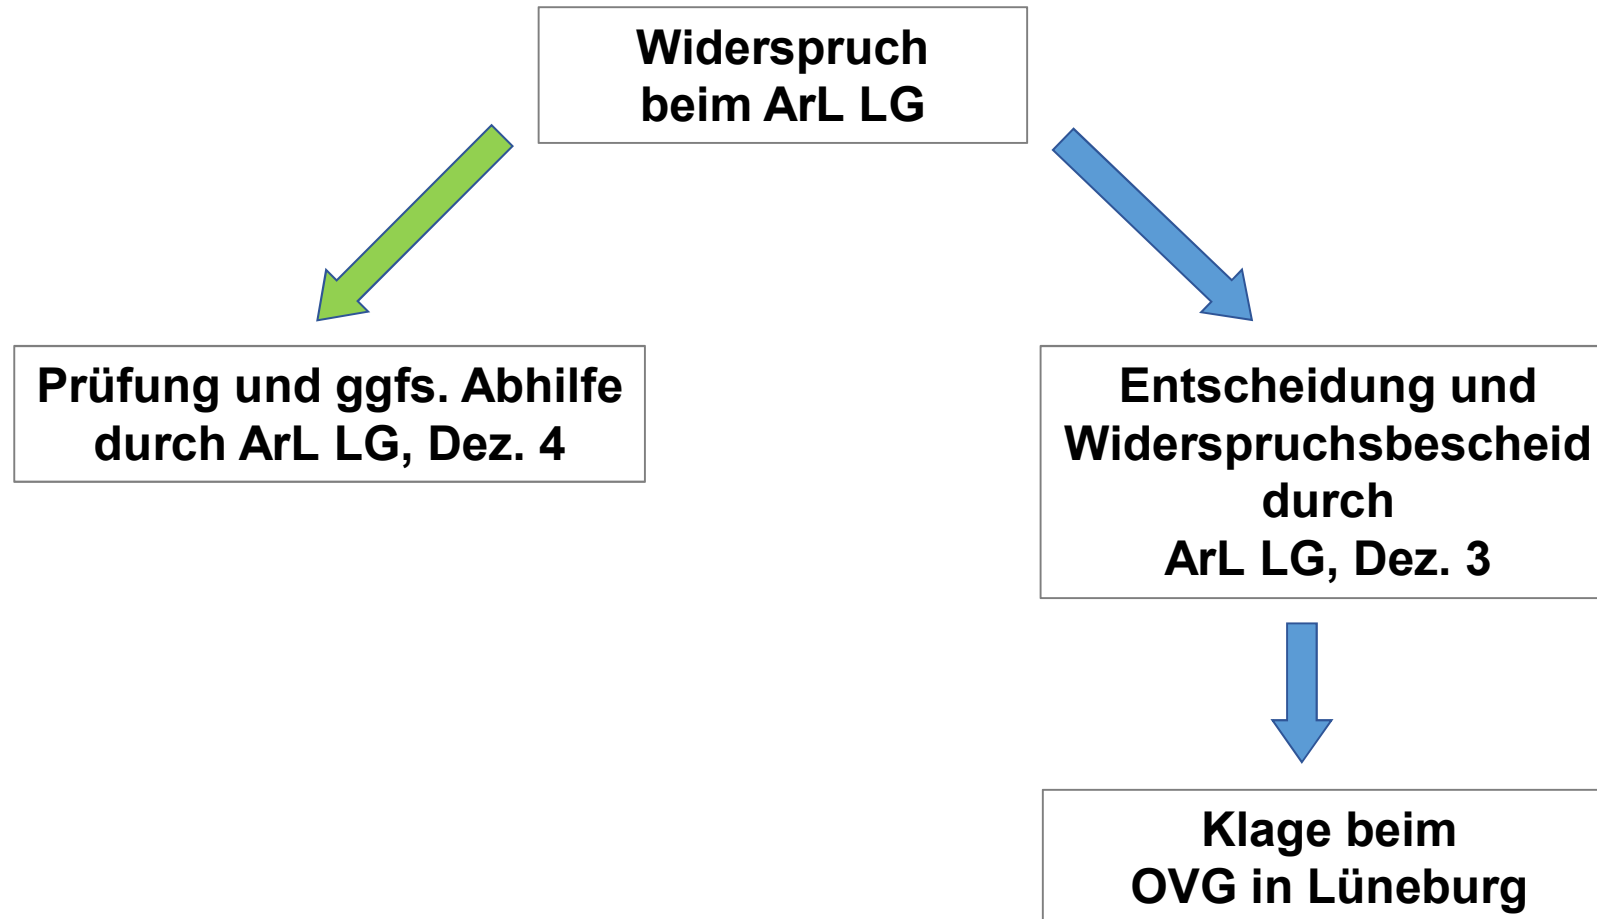 Widerspruch
beim ArL LG
Prüfung und ggfs. Abhilfe
durch ArL LG, Dez. 4
Entscheidung und
Widerspruchsbescheid
durch
ArL LG, Dez. 3
Klage beim
OVG in Lüneburg